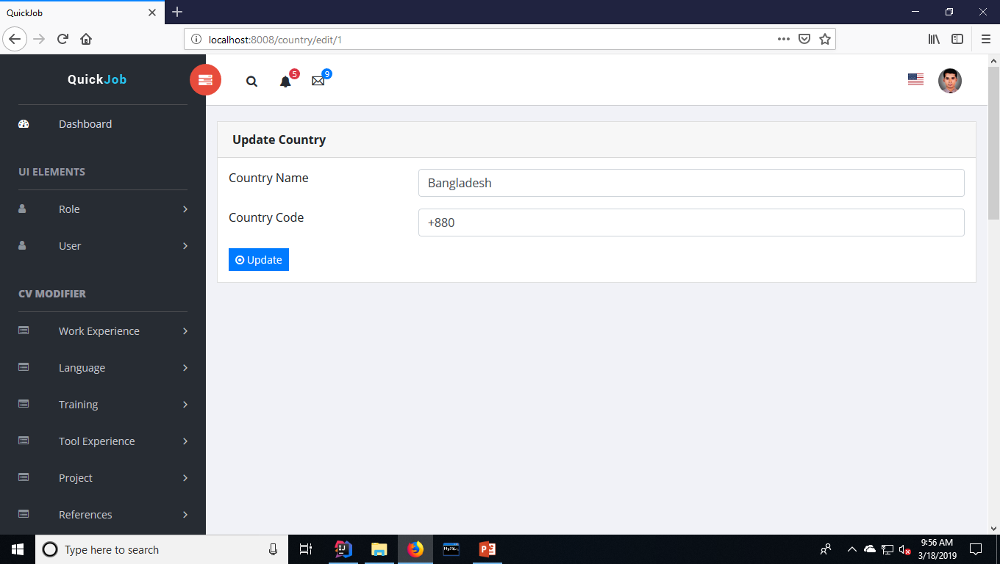 QuickJob
localhost:8008/country/edit/1
QuickJob
5
9
Dashboard
UI ELEMENTS
Role
User
CV MODIFIER
Work Experience
Language
Training
Tool Experience
Project
References
Update Country
Country Name
Bangladesh
Country Code
+880
Update
Type here to search
IJ
MySQL
P
9:56 AM
3/18/2019